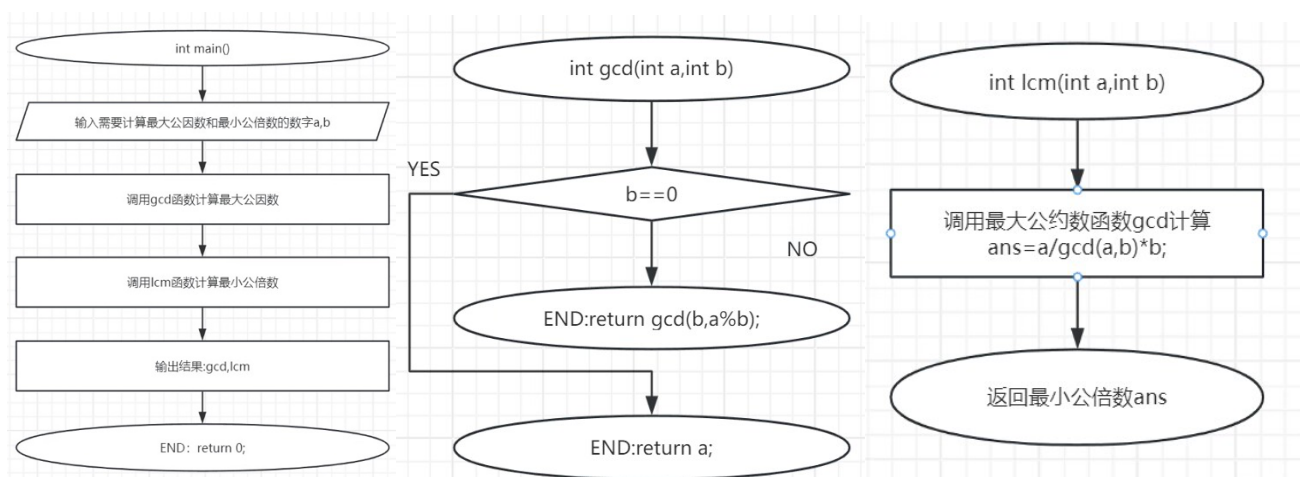 int main()
输入需要计算最大公因数和最小公倍数的数字a,b
调用gcd函数计算最大公因数
调用lcm函数计算最小公倍数
输出结果:gcd,lcm
END：return 0;
int gcd(int a,int b)
YES
b==0
NO
END:return gcd(b,a%b);
END:return a;
int lcm(int a,int b)
调用最大公约数函数gcd计算
ans=a/gcd(a,b)*b;
返回最小公倍数ans